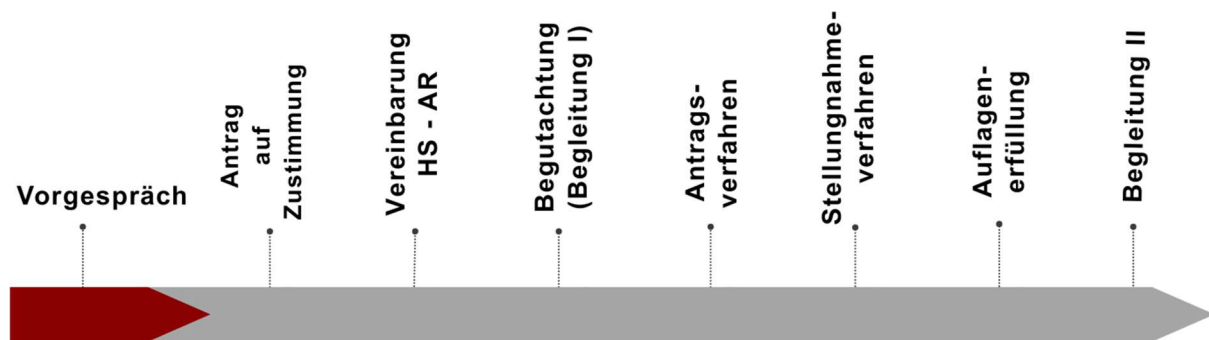 Vorgespräch
Antrag
auf
Zustimmung
Vereinbarung
HS - AR
Begutachtung
(Begleitung I)
Antrags-
verfahren
Stellungnahme-
verfahren
Auflagen-
erfüllung
Begleitung II